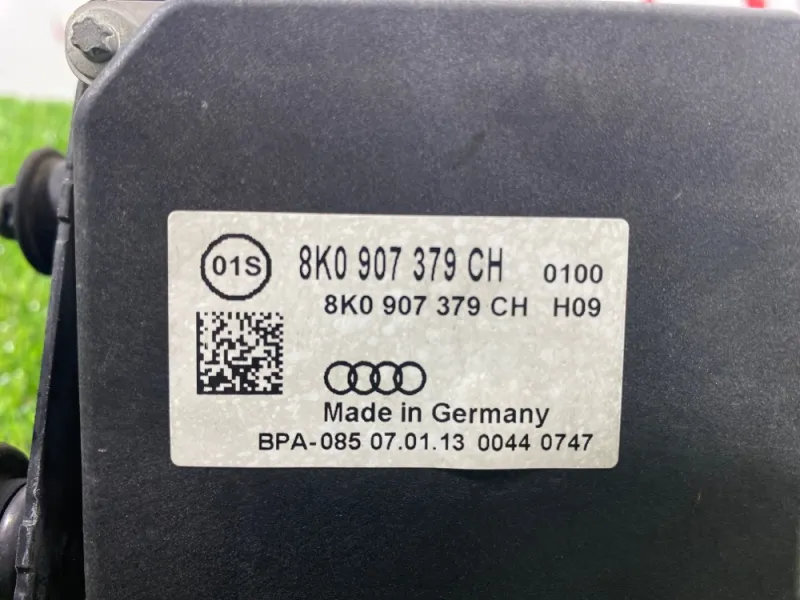 01S 8K0 907 379 CH 0100
8K0 907 379 CH H09
Made in Germany
BPA-085 07.01.13 0044 0747